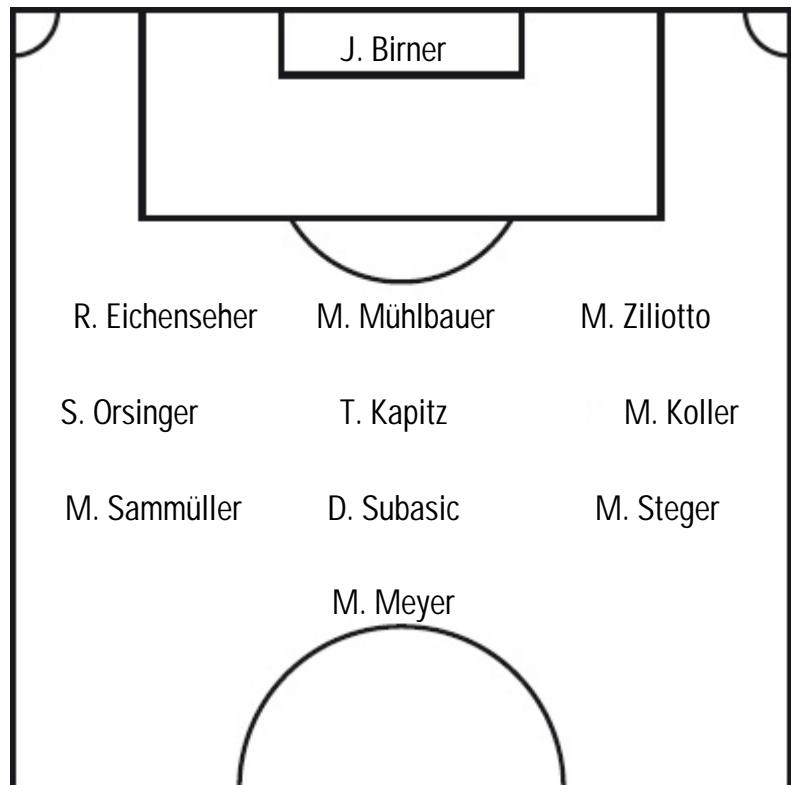 J. Birner
R. Eichenseher M. Mühlbauer M. Ziliotto
S. Orsinger T. Kapitz M. Koller
M. Sammüller D. Subasic M. Steger
M. Meyer